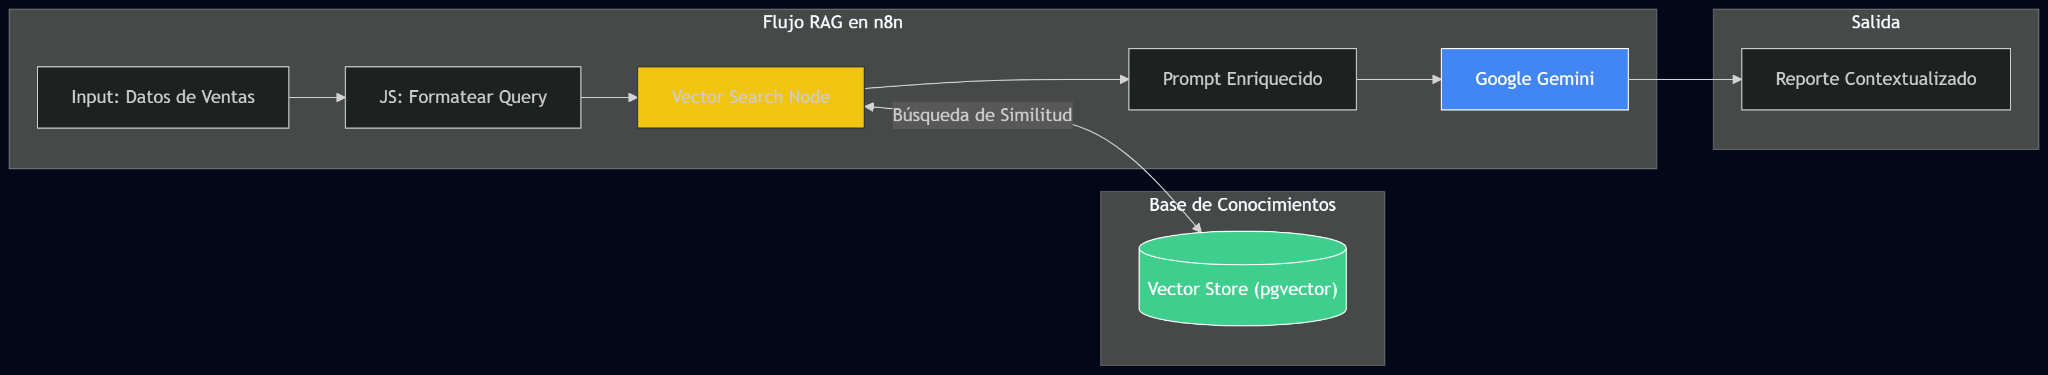 Flujo RAG en n8n
Input: Datos de Ventas
JS: Formatear Query
Vector Search Node
Búsqueda de Similitud
Prompt Enriquecido
Google Gemini
Salida
Reporte Contextualizado
Base de Conocimientos
Vector Store (pgvector)